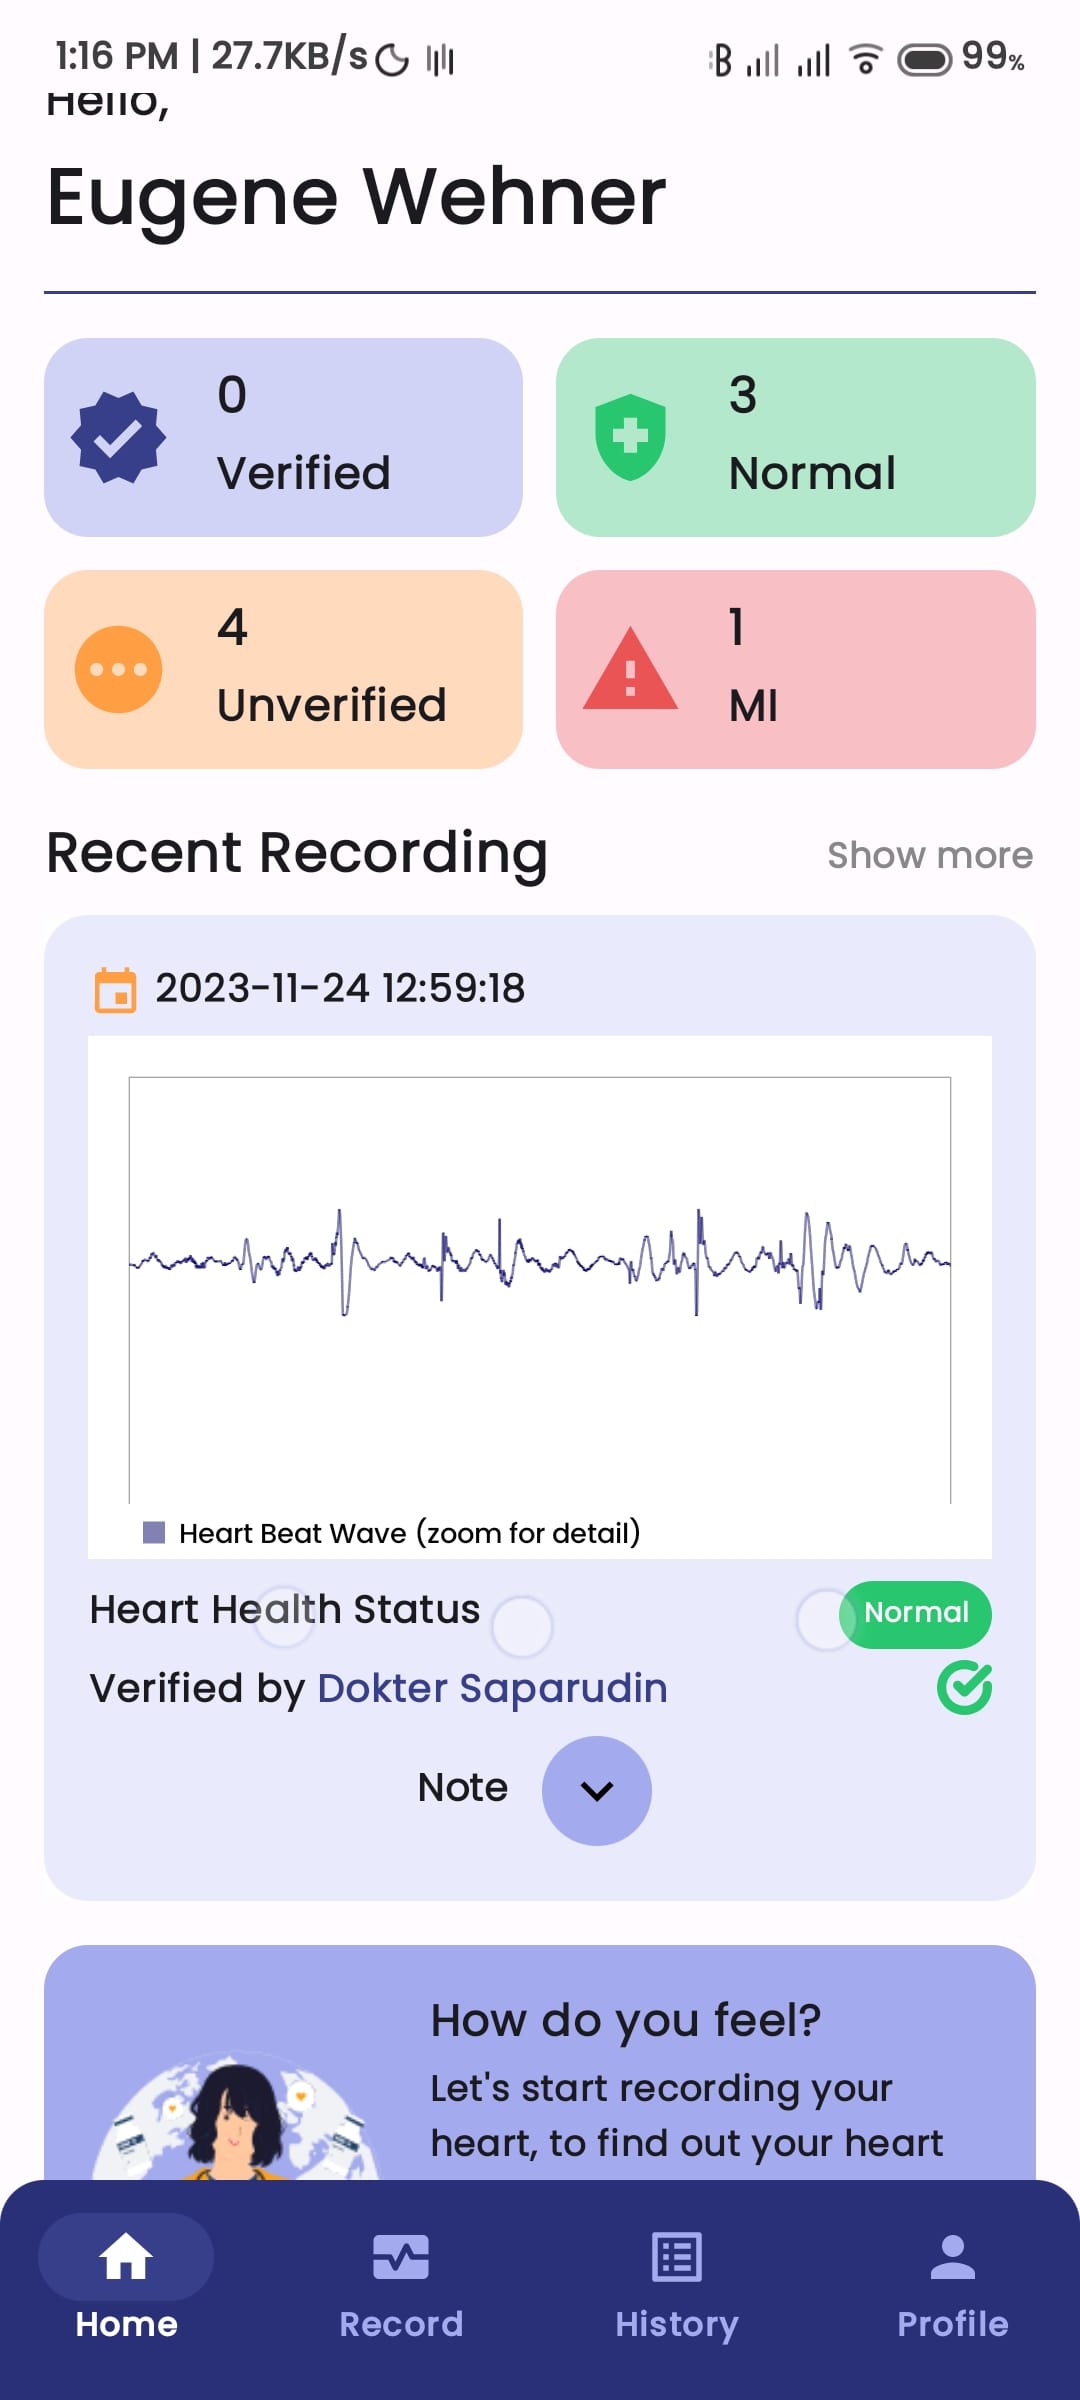 1:16 PM | 27.7KB/s 99%
Hello,
Eugene Wehner
0
Verified
3
Normal
4
Unverified
1
MI
Recent Recording
Show more
2023-11-24 12:59:18
Heart Beat Wave (zoom for detail)
Heart Health Status
Normal
Verified by Dokter Saparudin
Note
How do you feel?
Let's start recording your
heart, to find out your heart
Home
Record
History
Profile